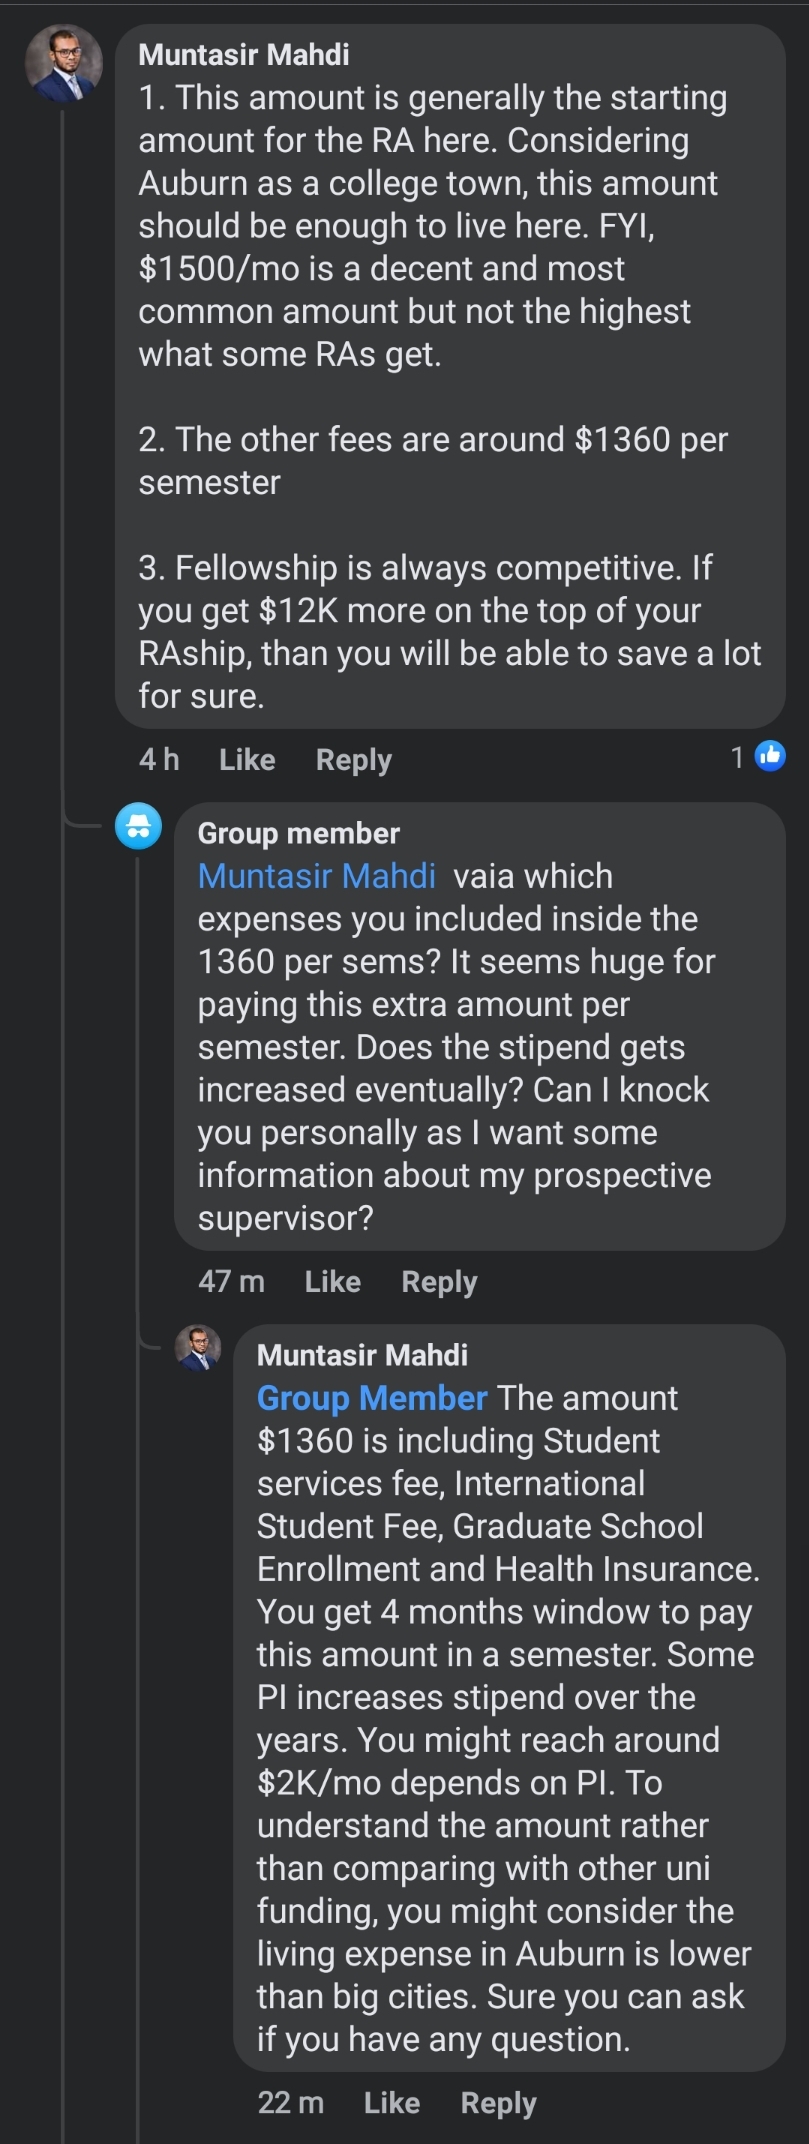 Muntasir Mahdi
1. This amount is generally the starting
amount for the RA here. Considering
Auburn as a college town, this amount
should be enough to live here. FYI,
$1500/mo is a decent and most
common amount but not the highest
what some RAs get.
2. The other fees are around $1360 per
semester
3. Fellowship is always competitive. If
you get $12K more on the top of your
RAship, than you will be able to save a lot
for sure.
4 h Like Reply 1
Group member
Muntasir Mahdi vaia which
expenses you included inside the
1360 per sems? It seems huge for
paying this extra amount per
semester. Does the stipend gets
increased eventually? Can I knock
you personally as I want some
information about my prospective
supervisor?
47 m Like Reply
Muntasir Mahdi
Group Member The amount
$1360 is including Student
services fee, International
Student Fee, Graduate School
Enrollment and Health Insurance.
You get 4 months window to pay
this amount in a semester. Some
PI increases stipend over the
years. You might reach around
$2K/mo depends on PI. To
understand the amount rather
than comparing with other uni
funding, you might consider the
living expense in Auburn is lower
than big cities. Sure you can ask
if you have any question.
22 m Like Reply